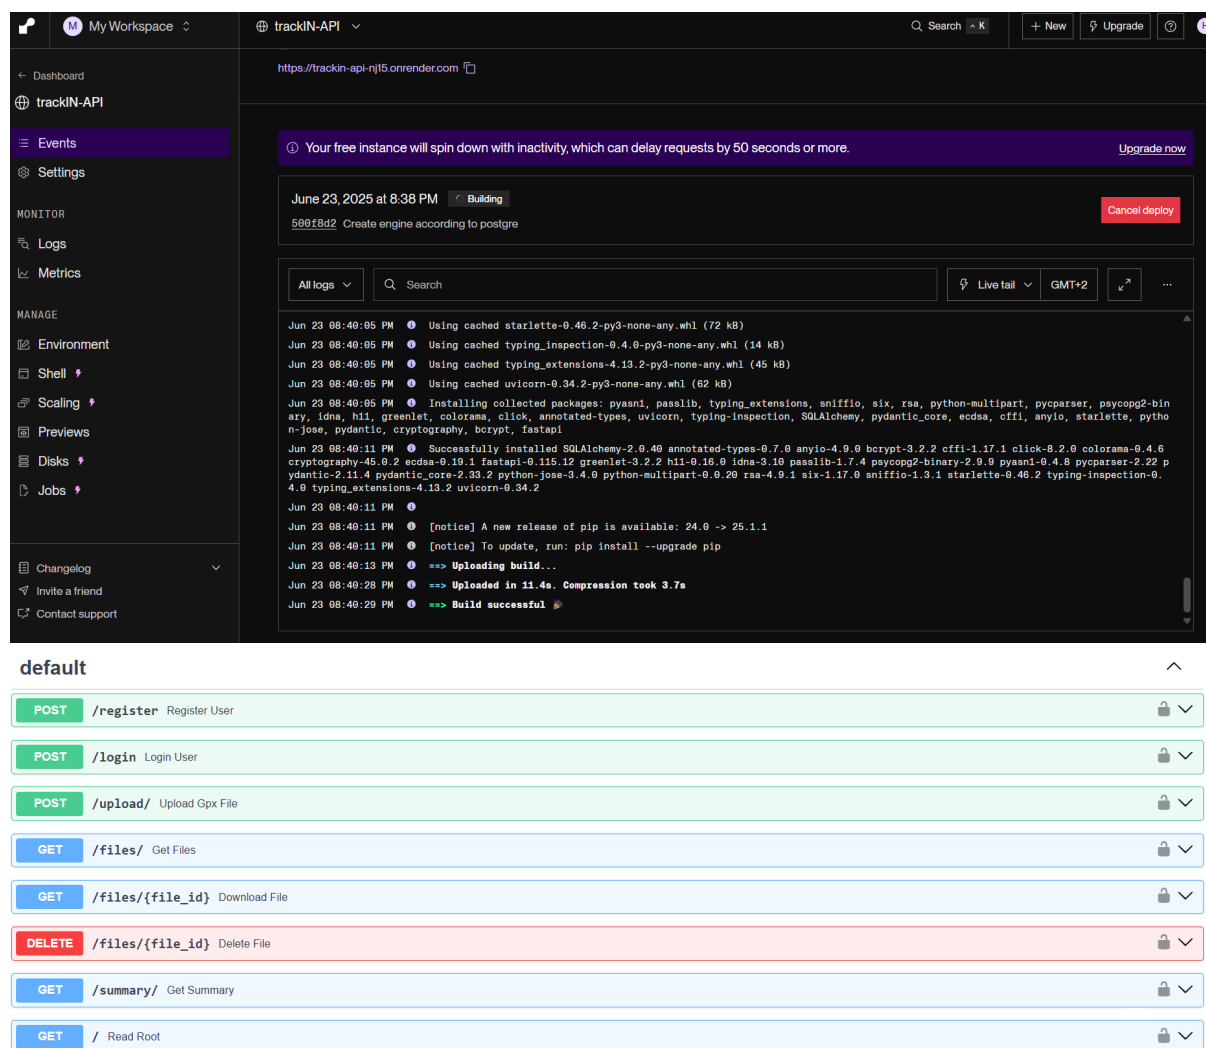 M My Workspace
trackIN-API
Search ^ K
+ New
Upgrade
https://trackin-api-nj15.onrender.com
← Dashboard
trackIN-API
Events
Settings
MONITOR
Logs
Metrics
MANAGE
Environment
Shell
Scaling
Previews
Disks
Jobs
Changelog
Invite a friend
Contact support
Your free instance will spin down with inactivity, which can delay requests by 50 seconds or more.
Upgrade now
June 23, 2025 at 8:38 PM Building
500f8d2 Create engine according to postgre
Cancel deploy
All logs
Search
Live tail
GMT+2
Jun 23 08:40:05 PM Using cached starlette-0.46.2-py3-none-any.whl (72 kB)
Jun 23 08:40:05 PM Using cached typing_inspection-0.4.0-py3-none-any.whl (14 kB)
Jun 23 08:40:05 PM Using cached typing_extensions-4.13.2-py3-none-any.whl (45 kB)
Jun 23 08:40:05 PM Using cached uvicorn-0.34.2-py3-none-any.whl (62 kB)
Jun 23 08:40:05 PM Installing collected packages: pyasn1, passlib, typing_extensions, sniffio, six, rsa, python-multipart, pycparser, psycopg2-bin
ary, idna, h11, greenlet, colorama, click, annotated-types, uvicorn, typing-inspection, SQLAlchemy, pydantic_core, ecdsa, cffi, anyio, starlette, pytho
n-jose, pydantic, cryptography, bcrypt, fastapi
Jun 23 08:40:11 PM Successfully installed SQLAlchemy-2.0.40 annotated-types-0.7.0 anyio-4.9.0 bcrypt-3.2.2 cffi-1.17.1 click-8.2.0 colorama-0.4.6
cryptography-45.0.2 ecdsa-0.19.1 fastapi-0.115.12 greenlet-3.2.2 h11-0.16.0 idna-3.10 passlib-1.7.4 psycopg2-binary-2.9.9 pyasn1-0.4.8 pycparser-2.22 p
ydantic-2.11.4 pydantic_core-2.33.2 python-jose-3.4.0 python-multipart-0.0.20 rsa-4.9.1 six-1.17.0 sniffio-1.3.1 starlette-0.46.2 typing-inspection-0.
4.0 typing_extensions-4.13.2 uvicorn-0.34.2
Jun 23 08:40:11 PM
Jun 23 08:40:11 PM [notice] A new release of pip is available: 24.0 -> 25.1.1
Jun 23 08:40:11 PM [notice] To update, run: pip install --upgrade pip
Jun 23 08:40:13 PM ==> Uploading build...
Jun 23 08:40:28 PM ==> Uploaded in 11.4s. Compression took 3.7s
Jun 23 08:40:29 PM ==> Build successful 🎉
default
POST /register Register User
POST /login Login User
POST /upload/ Upload Gpx File
GET /files/ Get Files
GET /files/{file_id} Download File
DELETE /files/{file_id} Delete File
GET /summary/ Get Summary
GET / Read Root